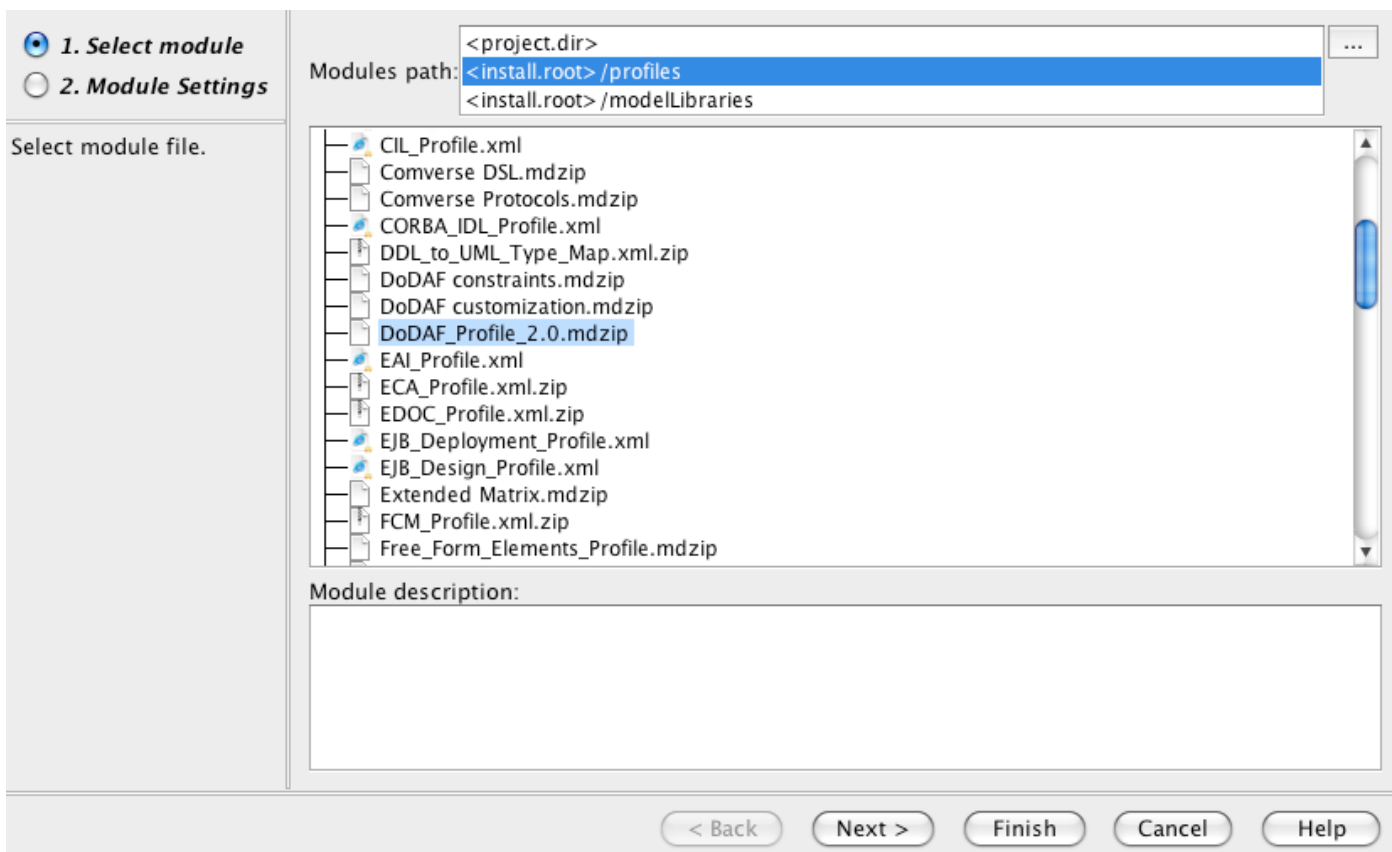 1. Select module
2. Module Settings
Select module file.
Modules path:
<project.dir>
<install.root>/profiles
<install.root>/modelLibraries
...
CIL_Profile.xml
Comverse DSL.mdzip
Comverse Protocols.mdzip
CORBA_IDL_Profile.xml
DDL_to_UML_Type_Map.xml.zip
DoDAF constraints.mdzip
DoDAF customization.mdzip
DoDAF_Profile_2.0.mdzip
EAI_Profile.xml
ECA_Profile.xml.zip
EDOC_Profile.xml.zip
EJB_Deployment_Profile.xml
EJB_Design_Profile.xml
Extended Matrix.mdzip
FCM_Profile.xml.zip
Free_Form_Elements_Profile.mdzip
Module description:
< Back Next > Finish Cancel Help